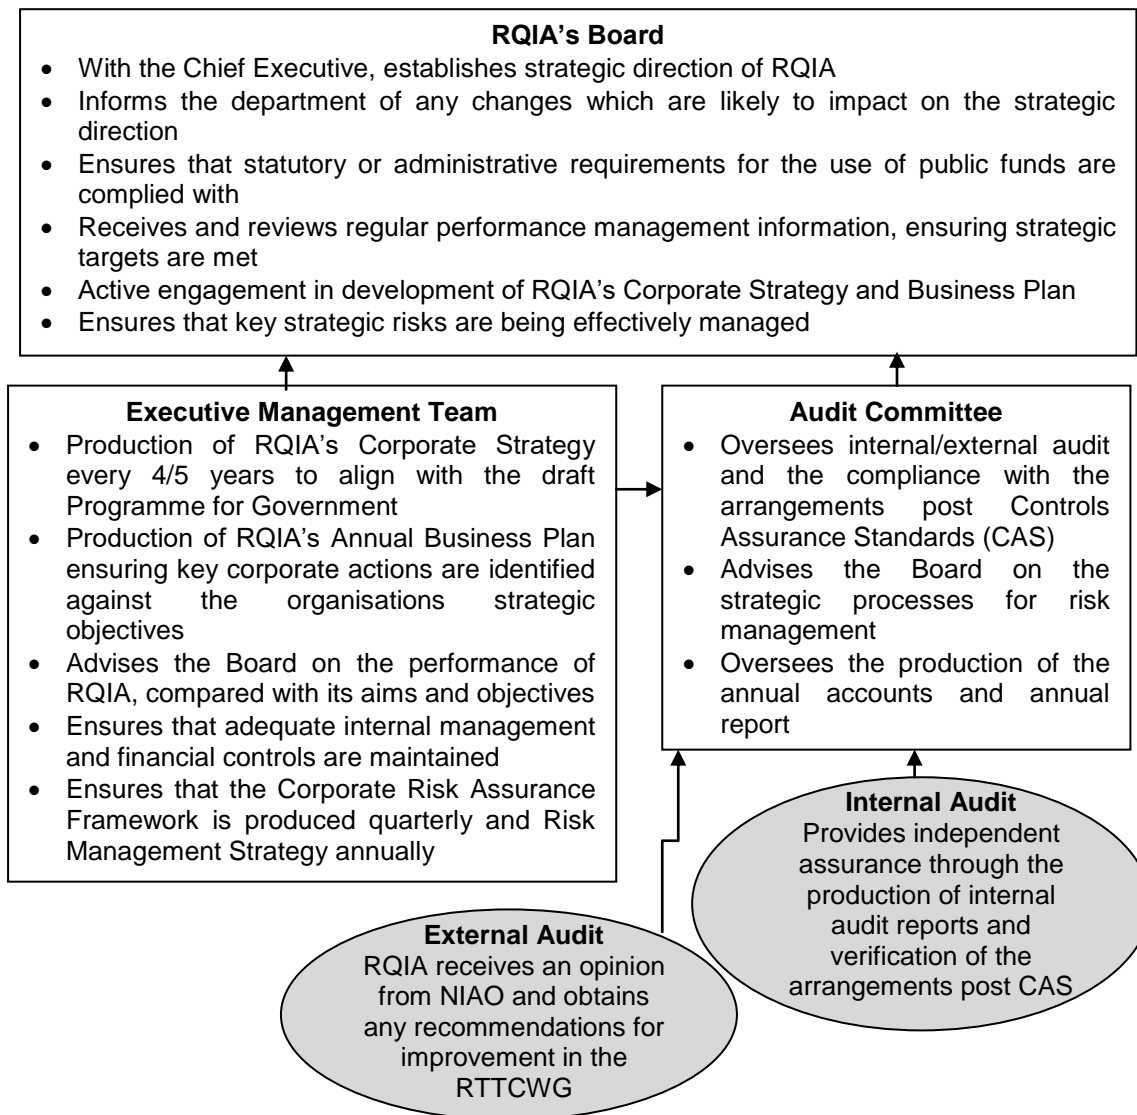 RQIA's Board
• With the Chief Executive, establishes strategic direction of RQIA
• Informs the department of any changes which are likely to impact on the strategic
direction
• Ensures that statutory or administrative requirements for the use of public funds are
complied with
• Receives and reviews regular performance management information, ensuring strategic
targets are met
• Active engagement in development of RQIA's Corporate Strategy and Business Plan
• Ensures that key strategic risks are being effectively managed
Executive Management Team
• Production of RQIA's Corporate Strategy
every 4/5 years to align with the draft
Programme for Government
• Production of RQIA's Annual Business Plan
ensuring key corporate actions are identified
against the organisations strategic
objectives
• Advises the Board on the performance of
RQIA, compared with its aims and objectives
• Ensures that adequate internal management
and financial controls are maintained
• Ensures that the Corporate Risk Assurance
Framework is produced quarterly and Risk
Management Strategy annually
Audit Committee
• Oversees internal/external audit
and the compliance with the
arrangements post Controls
Assurance Standards (CAS)
• Advises the Board on the
strategic processes for risk
management
• Oversees the production of the
annual accounts and annual
report
Internal Audit
Provides independent
assurance through the
production of internal
audit reports and
verification of the
arrangements post CAS
External Audit
RQIA receives an opinion
from NIAO and obtains
any recommendations for
improvement in the
RTTCWG